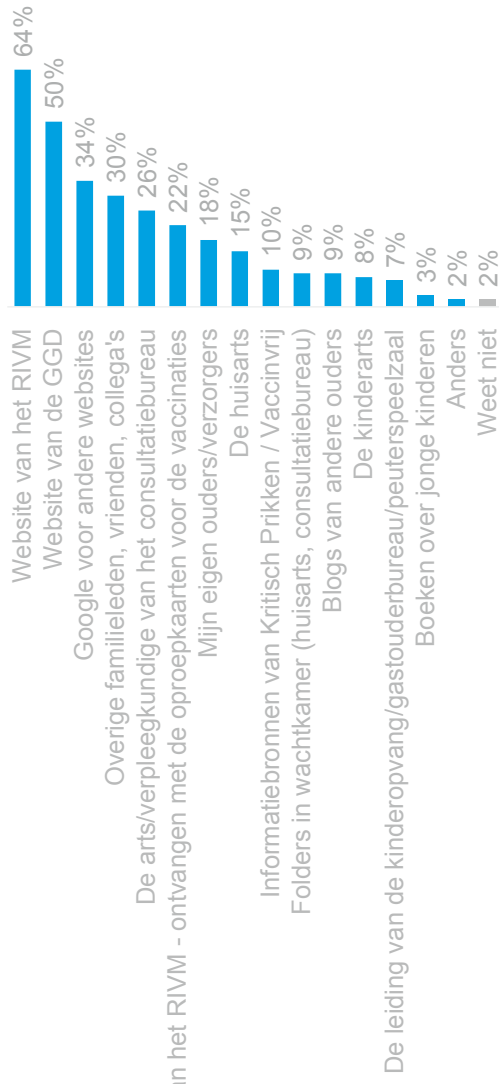 Website van het RIVM 64%
Website van de GGD 50%
Google voor andere websites 34%
Overige familieleden, vrienden, collega's 30%
De arts/verpleegkundige van het consultatiebureau 26%
het RIVM - ontvangen met de oproepkaarten voor de vaccinaties 22%
Mijn eigen ouders/verzorgers 18%
De huisarts 15%
Informatiebronnen van Kritisch Prikken / Vaccinvrij 10%
Folders in wachtkamer (huisarts, consultatiebureau) 9%
Blogs van andere ouders 9%
De kinderarts 8%
De leiding van de kinderopvang/gastouderbureau/peuterspeelzaal 7%
Boeken over jonge kinderen 3%
Anders 2%
Weet niet 2%